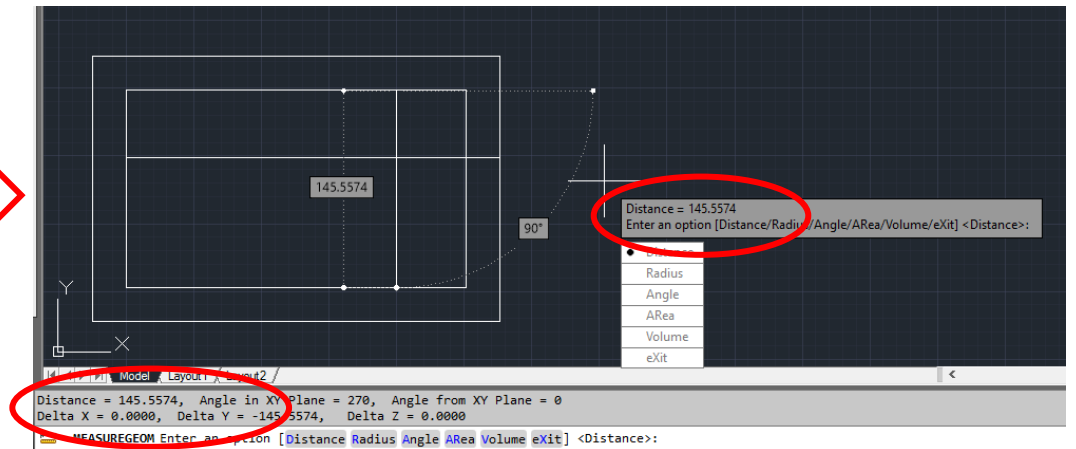 145.5574
90°
Distance = 145.5574
Enter an option [Distance/Radius/Angle/ARea/Volume/eXit] <Distance>:
Distance
Radius
Angle
ARea
Volume
eXit
Y
X
Model Layout1 Layout2
<
Distance = 145.5574, Angle in XY Plane = 270, Angle from XY Plane = 0
Delta X = 0.0000, Delta Y = -145.5574, Delta Z = 0.0000
MEASUREGEOM Enter an option [Distance Radius Angle ARea Volume eXit] <Distance>: